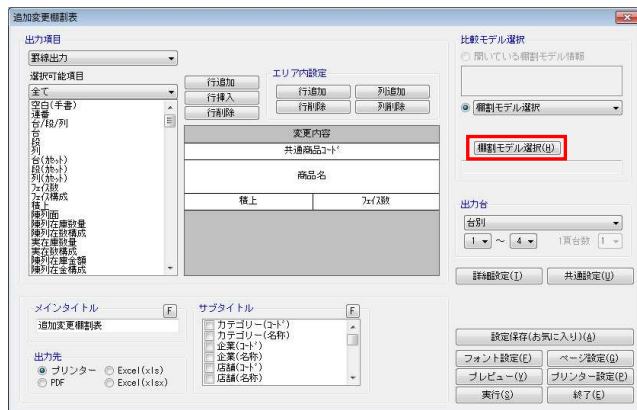 追加変更棚割表
出力項目
罫線出力
選択可能項目
全て
空白(手書)
連番
台/段/列
台
段
列
台(ｶｾｯﾄ)
段(ｶｾｯﾄ)
列(ｶｾｯﾄ)
ﾌｪｲｽ数
ﾌｪｲｽ構成
積上
陳列面
陳列在庫数量
陳列在数構成
実在庫数量
実在数構成
陳列在庫金額
陳列在金構成
行追加
行挿入
行削除
エリア内設定
行追加
列追加
行削除
列削除
変更内容
共通商品ｺｰﾄﾞ
商品名
積上
ﾌｪｲｽ数
比較モデル選択
開いている棚割モデル情報
棚割モデル選択
棚割モデル選択(H)
出力台
台別
1 ～ 4
1頁台数 1
詳細設定(T)
共通設定(U)
メインタイトル
F
追加変更棚割表
出力先
プリンター
Excel(xls)
PDF
Excel(xlsx)
サブタイトル
F
カテゴリー(ｺｰﾄﾞ)
カテゴリー(名称)
企業(ｺｰﾄﾞ)
企業(名称)
店舗(ｺｰﾄﾞ)
店舗(名称)
設定保存(お気に入り)(A)
フォント設定(F)
ページ設定(G)
プレビュー(V)
プリンター設定(P)
実行(S)
終了(E)